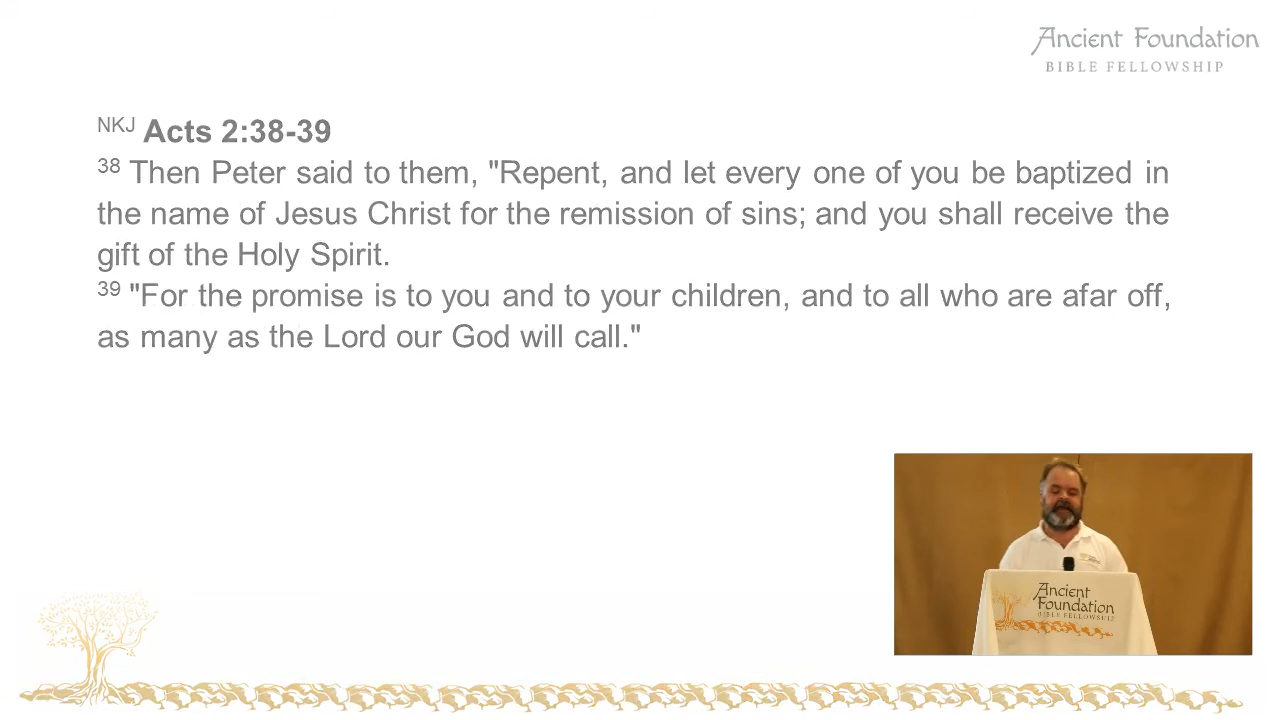 Ancient Foundation
BIBLE FELLOWSHIP
NKJ Acts 2:38-39
38 Then Peter said to them, "Repent, and let every one of you be baptized in
the name of Jesus Christ for the remission of sins; and you shall receive the
gift of the Holy Spirit.
39 "For the promise is to you and to your children, and to all who are afar off,
as many as the Lord our God will call."
Ancient
Foundation
BIBLE FELLOWSHIP